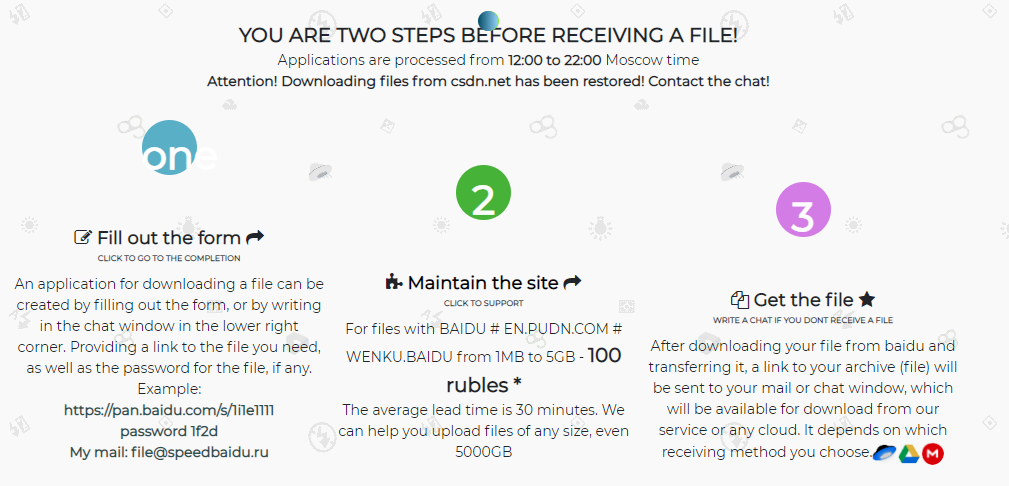 YOU ARE TWO STEPS BEFORE RECEIVING A FILE!
Applications are processed from 12:00 to 22:00 Moscow time
Attention! Downloading files from csdn.net has been restored! Contact the chat!
one
Fill out the form
CLICK TO GO TO THE COMPLETION
An application for downloading a file can be
created by filling out the form, or by writing
in the chat window in the lower right
corner. Providing a link to the file you need,
as well as the password for the file, if any.
Example:
https://pan.baidu.com/s/1i1e1111
password 1f2d
My mail: file@speedbaidu.ru
2
Maintain the site
CLICK TO SUPPORT
For files with BAIDU # EN.PUDN.COM #
WENKU.BAIDU from 1MB to 5GB - 100
rubles *
The average lead time is 30 minutes. We
can help you upload files of any size, even
5000GB
3
Get the file
WRITE A CHAT IF YOU DONT RECEIVE A FILE
After downloading your file from baidu and
transferring it, a link to your archive (file) will
be sent to your mail or chat window, which
will be available for download from our
service or any cloud. It depends on which
receiving method you choose.